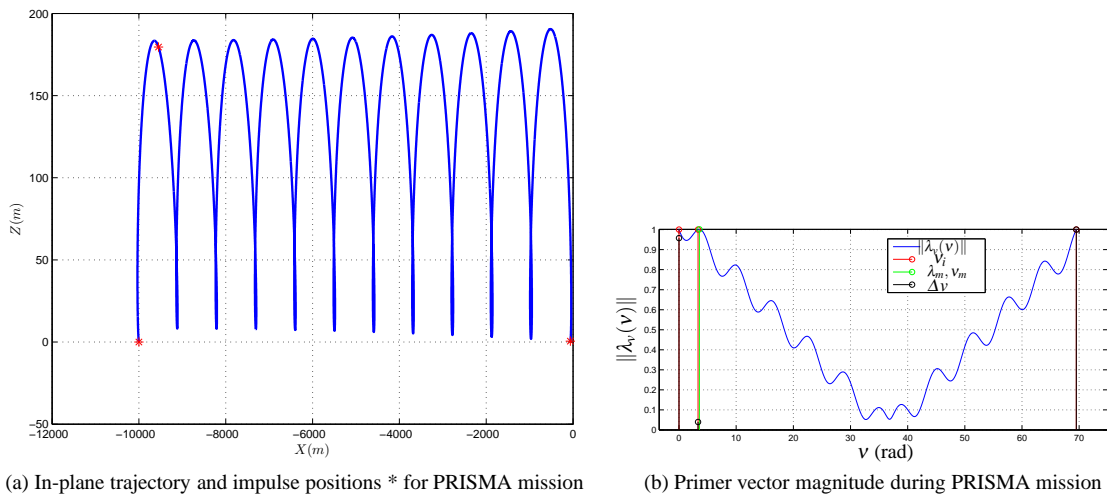 200
150
100
50
0
−50
−12000 −10000 −8000 −6000 −4000 −2000 0
Z(m)
X(m)
(a) In-plane trajectory and impulse positions * for PRISMA mission
1
0.9
0.8
0.7
0.6
0.5
0.4
0.3
0.2
0.1
0
0 10 20 30 40 50 60 70
||λv(ν)||
ν (rad)
||λv(ν)||
νi
λm, νm
Δv
(b) Primer vector magnitude during PRISMA mission